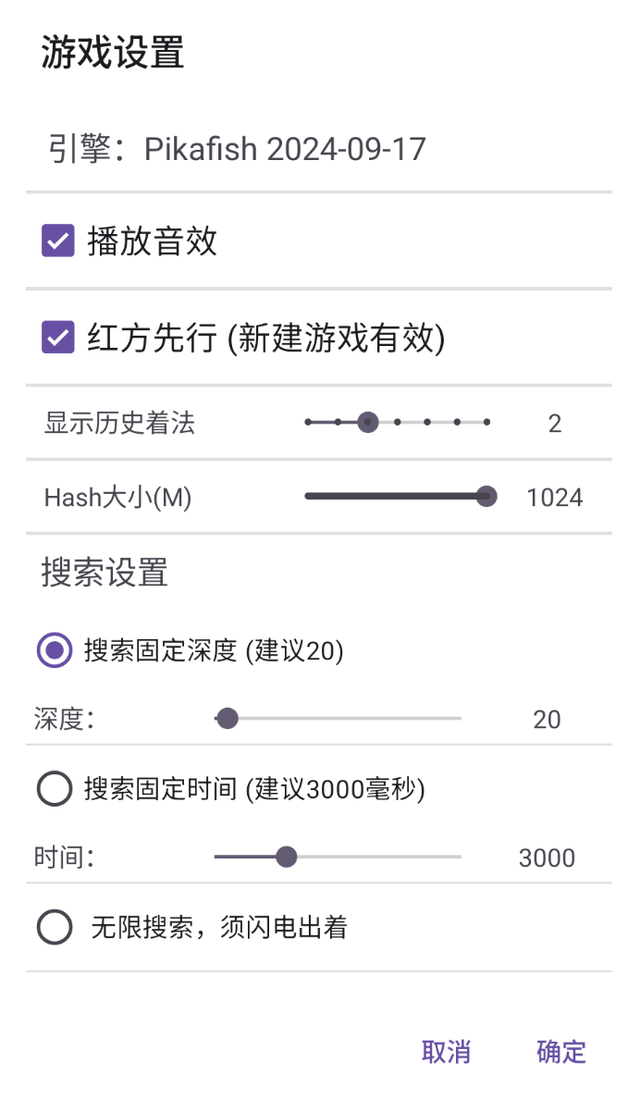 游戏设置
引擎：Pikafish 2024-09-17
播放音效
红方先行 (新建游戏有效)
显示历史着法 2
Hash大小(M) 1024
搜索设置
搜索固定深度 (建议20)
深度： 20
搜索固定时间 (建议3000毫秒)
时间： 3000
无限搜索，须闪电出着
取消 确定